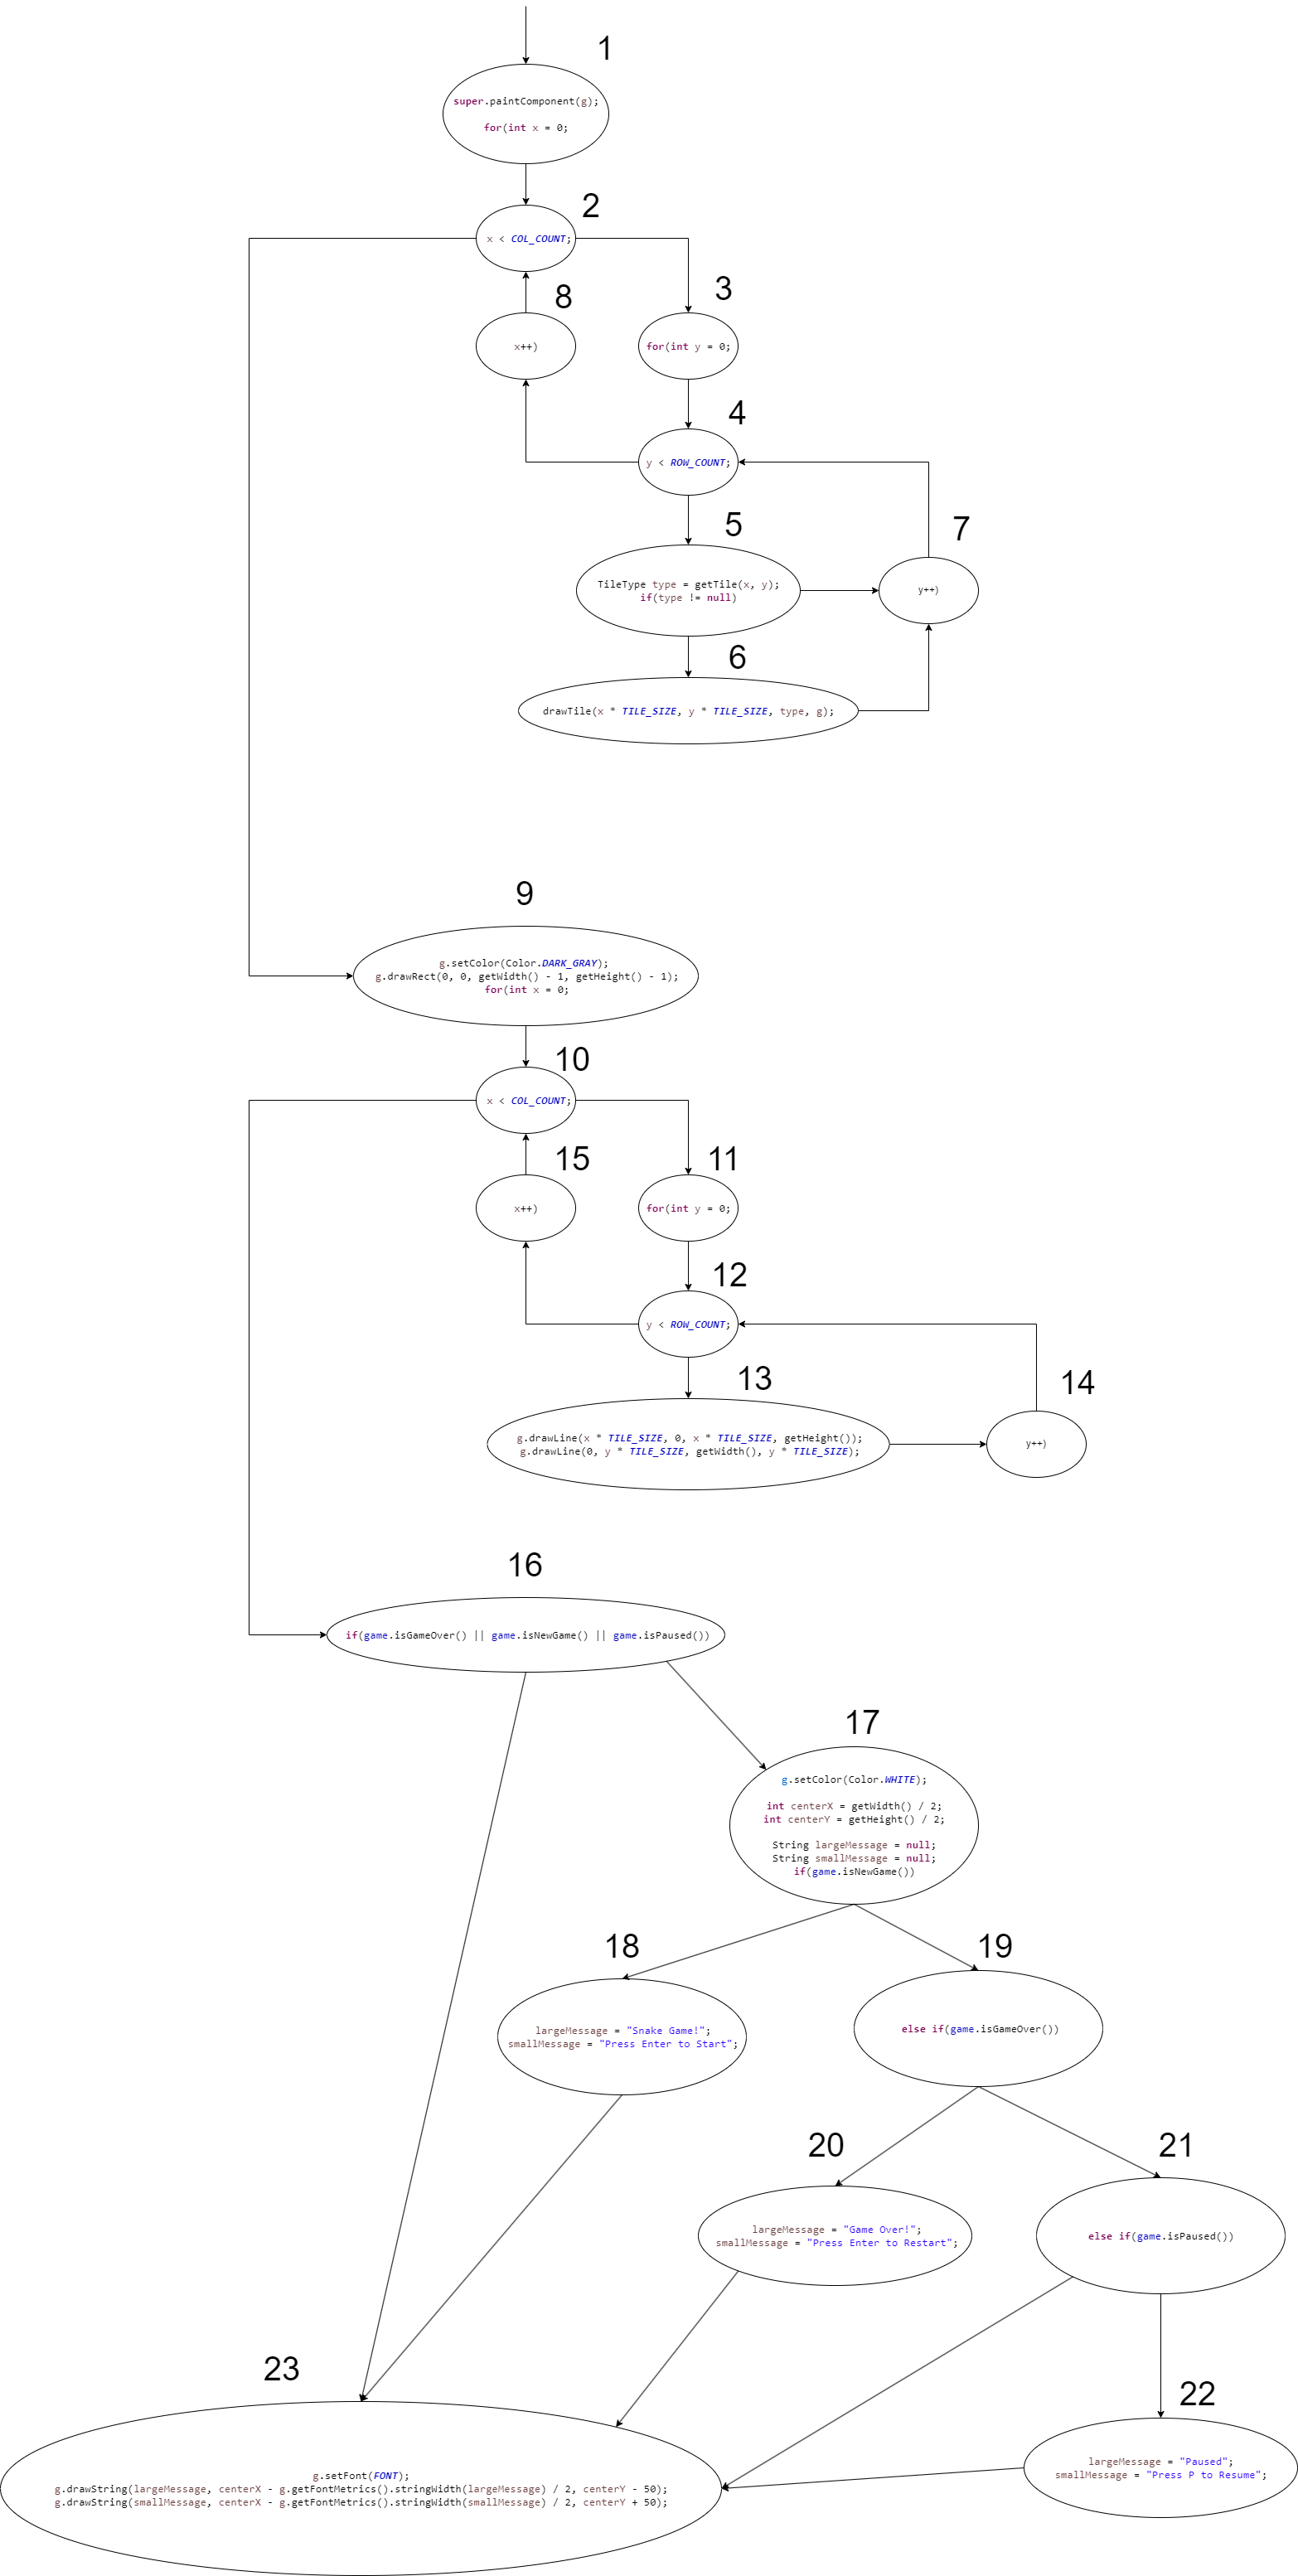 1
super.paintComponent(g);
for(int x = 0;
2
x < COL_COUNT;
3
8
for(int y = 0;
x++)
4
y < ROW_COUNT;
5
7
TileType type = getTile(x, y);
if(type != null)
y++)
6
drawTile(x * TILE_SIZE, y * TILE_SIZE, type, g);
9
g.setColor(Color.DARK_GRAY);
g.drawRect(0, 0, getWidth() - 1, getHeight() - 1);
for(int x = 0;
10
x < COL_COUNT;
15
11
x++)
for(int y = 0;
12
y < ROW_COUNT;
13
14
g.drawLine(x * TILE_SIZE, 0, x * TILE_SIZE, getHeight());
g.drawLine(0, y * TILE_SIZE, getWidth(), y * TILE_SIZE);
y++)
16
if(game.isGameOver() || game.isNewGame() || game.isPaused())
17
g.setColor(Color.WHITE);
int centerX = getWidth() / 2;
int centerY = getHeight() / 2;
String largeMessage = null;
String smallMessage = null;
if(game.isNewGame())
18
19
largeMessage = "Snake Game!";
smallMessage = "Press Enter to Start";
else if(game.isGameOver())
20
21
largeMessage = "Game Over!";
smallMessage = "Press Enter to Restart";
else if(game.isPaused())
23
22
largeMessage = "Paused";
smallMessage = "Press P to Resume";
g.setFont(FONT);
g.drawString(largeMessage, centerX - g.getFontMetrics().stringWidth(largeMessage) / 2, centerY - 50);
g.drawString(smallMessage, centerX - g.getFontMetrics().stringWidth(smallMessage) / 2, centerY + 50);